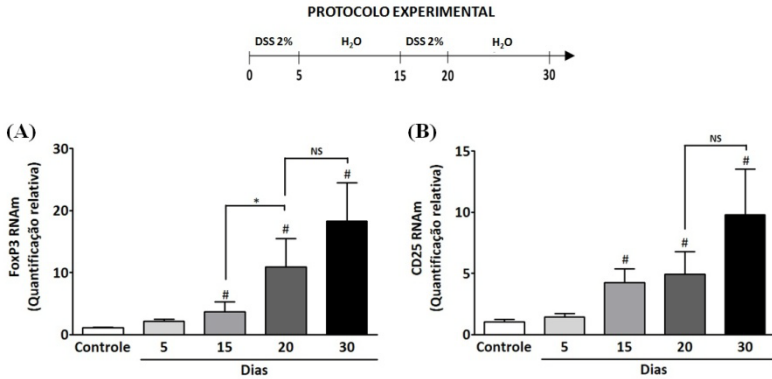 PROTOCOLO EXPERIMENTAL
DSS 2% H₂O DSS 2% H₂O
0 5 15 20 30
(A)
FoxP3 RNAm
(Quantificação relativa)
30
20
10
0
* NS
# # #
Controle 5 15 20 30
Dias
(B)
CD25 RNAm
(Quantificação relativa)
15
10
5
0
NS
# # #
Controle 5 15 20 30
Dias